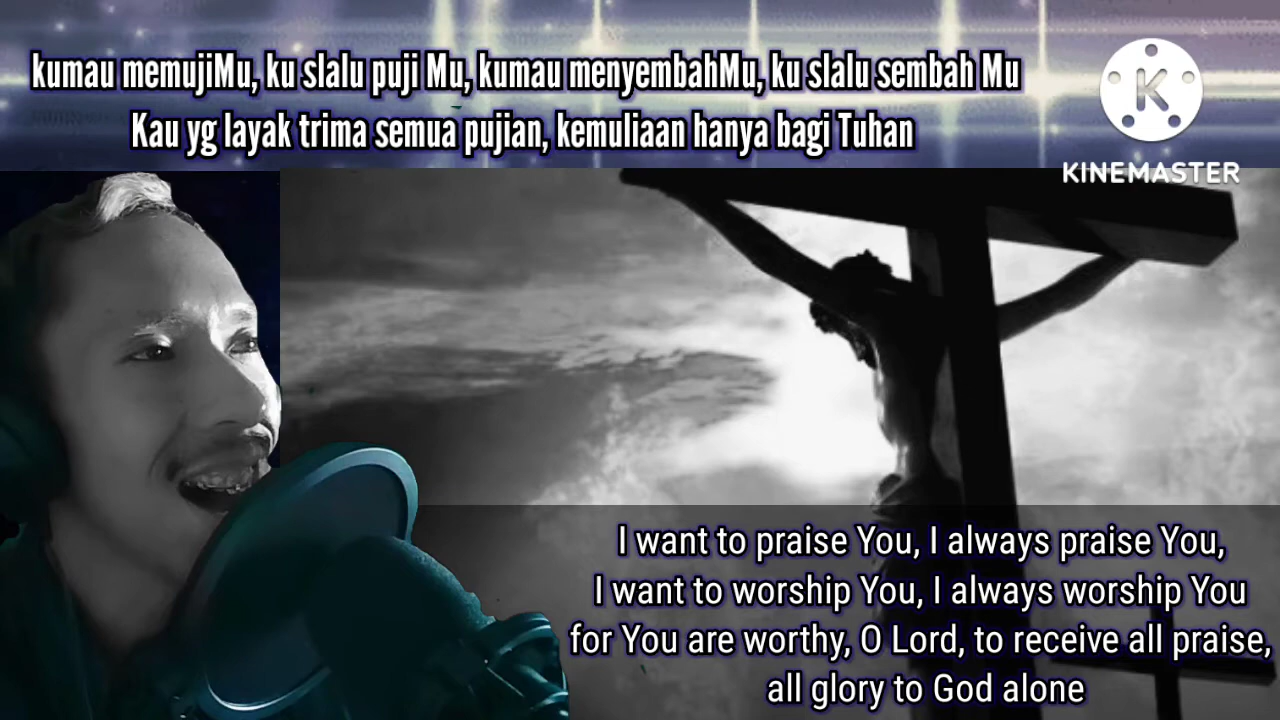 kumau memujiMu, ku slalu puji Mu, kumau menyembahMu, ku slalu sembah Mu
Kau yg layak trima semua pujian, kemuliaan hanya bagi Tuhan
K
KINEMASTER
I want to praise You, I always praise You,
I want to worship You, I always worship You
for You are worthy, O Lord, to receive all praise,
all glory to God alone